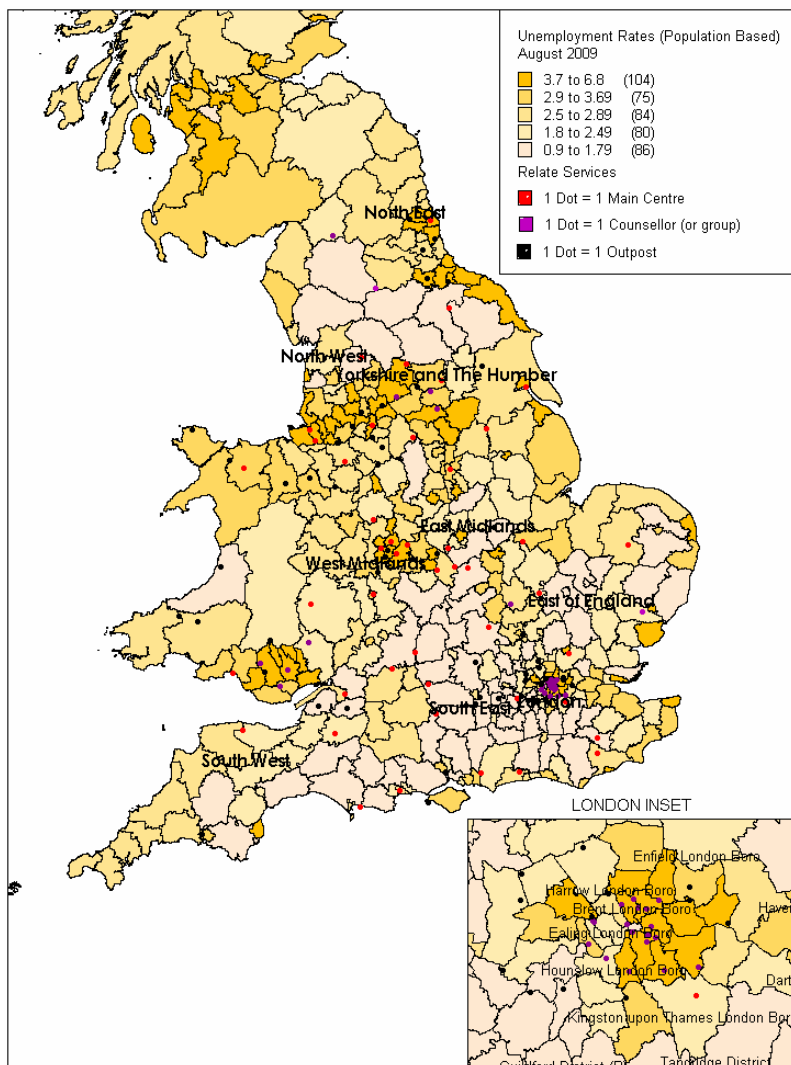 Unemployment Rates (Population Based)
August 2009
3.7 to 6.8 (104)
2.9 to 3.69 (75)
2.5 to 2.89 (84)
1.8 to 2.49 (80)
0.9 to 1.79 (86)
Relate Services
1 Dot = 1 Main Centre
1 Dot = 1 Counsellor (or group)
1 Dot = 1 Outpost
North East
North West
Yorkshire and The Humber
East Midlands
West Midlands
East of England
London
South East
South West
LONDON INSET
Enfield London Boro
Harrow London Boro
Brent London Boro
Have
Ealing London Boro
Hounslow London Boro
Dart
Kingston upon Thames London Bor
Tandridge District